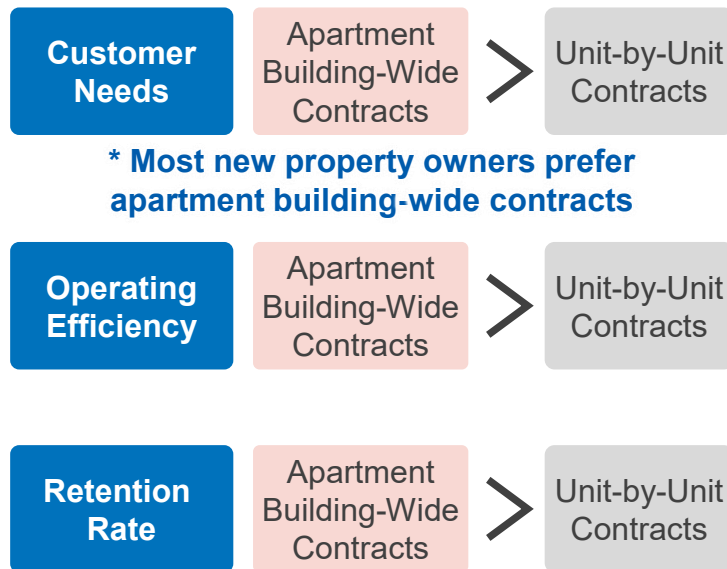 Customer
Needs
Apartment
Building-Wide
Contracts
>
Unit-by-Unit
Contracts
* Most new property owners prefer
apartment building-wide contracts
Operating
Efficiency
Apartment
Building-Wide
Contracts
>
Unit-by-Unit
Contracts
Retention
Rate
Apartment
Building-Wide
Contracts
>
Unit-by-Unit
Contracts